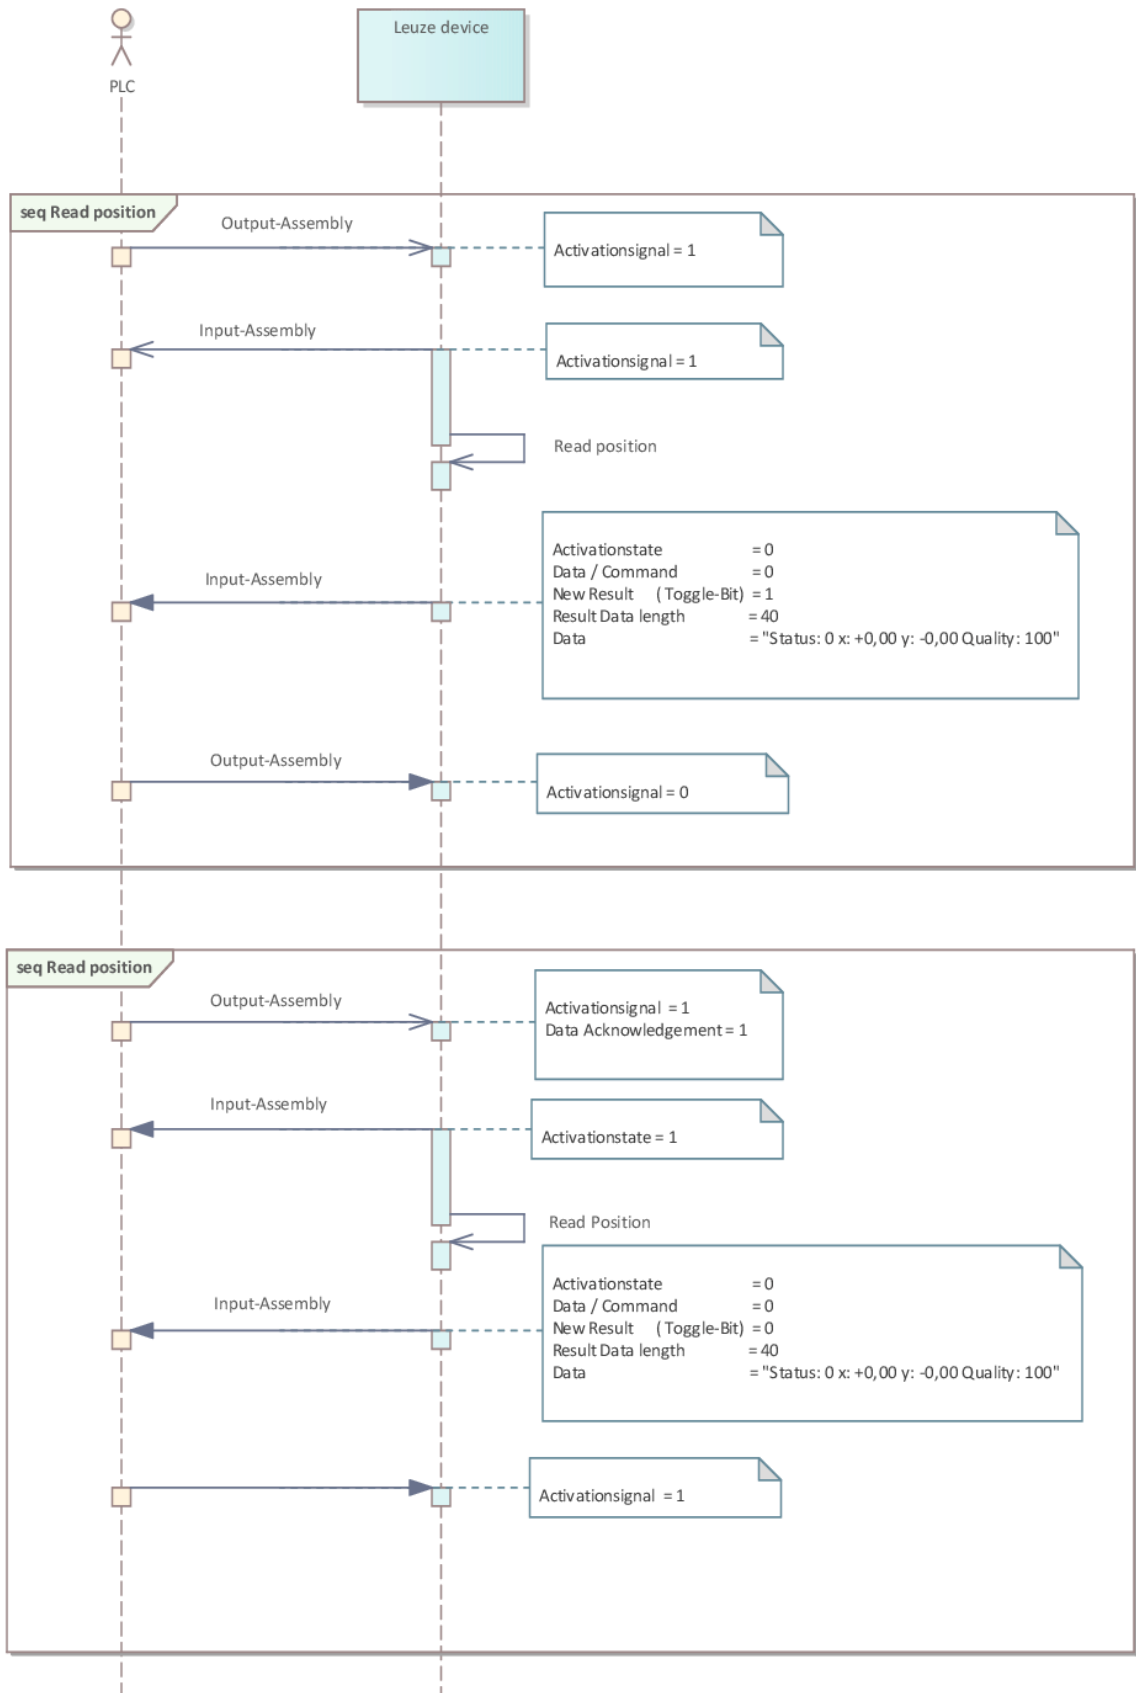 Leuze device
PLC
seq Read position
Output-Assembly
Activationsignal = 1
Input-Assembly
Activationsignal = 1
Read position
Activationstate = 0
Data / Command = 0
New Result ( Toggle-Bit) = 1
Result Data length = 40
Data = "Status: 0 x: +0,00 y: -0,00 Quality: 100"
Input-Assembly
Output-Assembly
Activationsignal = 0
seq Read position
Output-Assembly
Activationsignal = 1
Data Acknowledgement = 1
Input-Assembly
Activationstate = 1
Read Position
Activationstate = 0
Data / Command = 0
New Result ( Toggle-Bit) = 0
Result Data length = 40
Data = "Status: 0 x: +0,00 y: -0,00 Quality: 100"
Input-Assembly
Activationsignal = 1